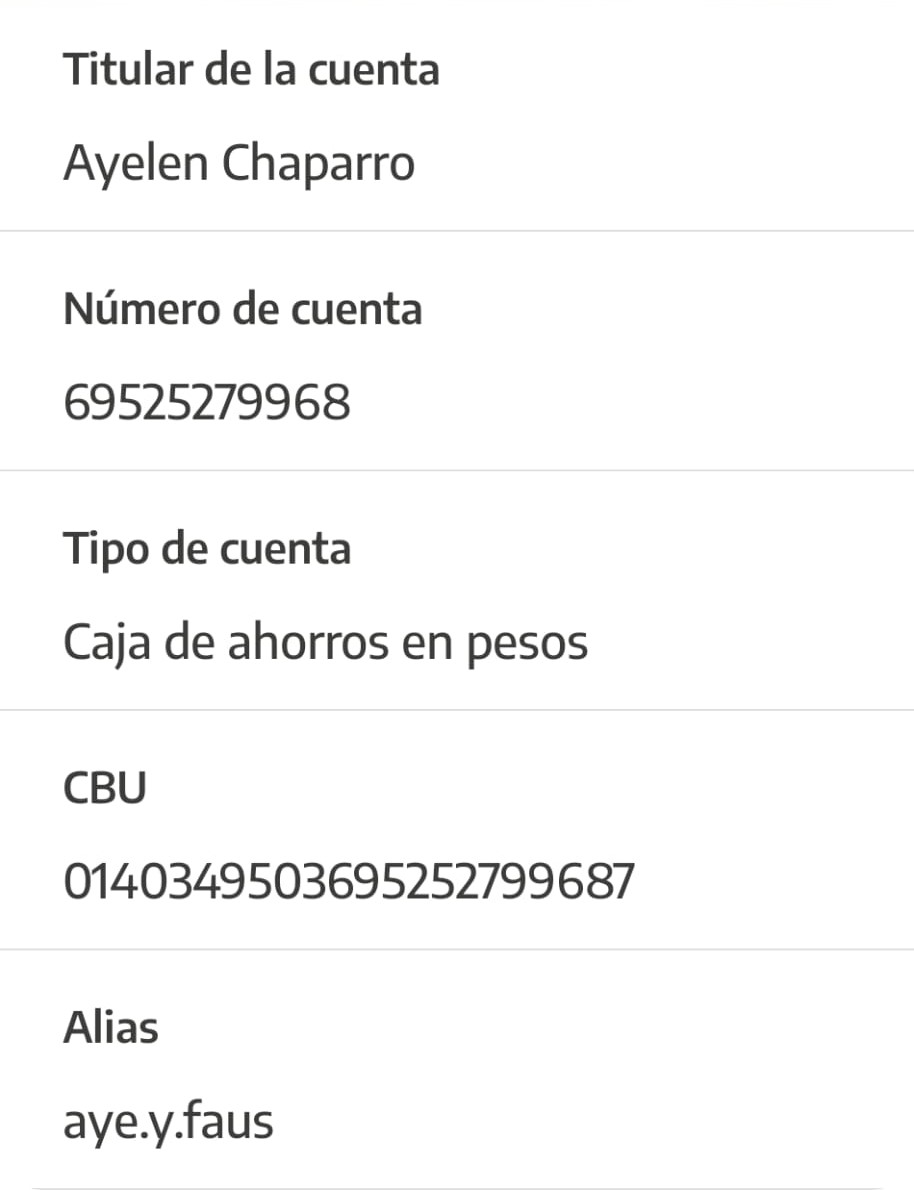 Titular de la cuenta
Ayelen Chaparro
Número de cuenta
69525279968
Tipo de cuenta
Caja de ahorros en pesos
CBU
0140349503695252799687
Alias
aye.y.faus